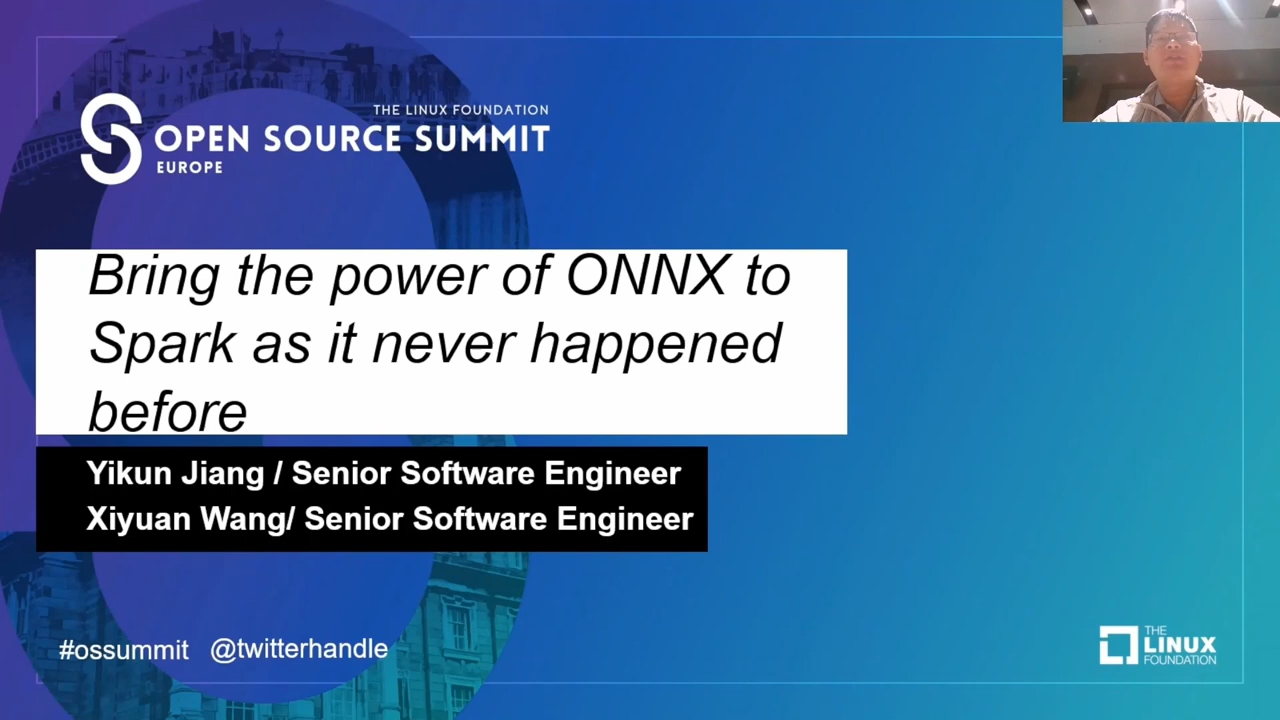 THE LINUX FOUNDATION
OPEN SOURCE SUMMIT
EUROPE
Bring the power of ONNX to
Spark as it never happened
before
Yikun Jiang / Senior Software Engineer
Xiyuan Wang/ Senior Software Engineer
#ossummit @twitterhandle
THE
LINUX
FOUNDATION